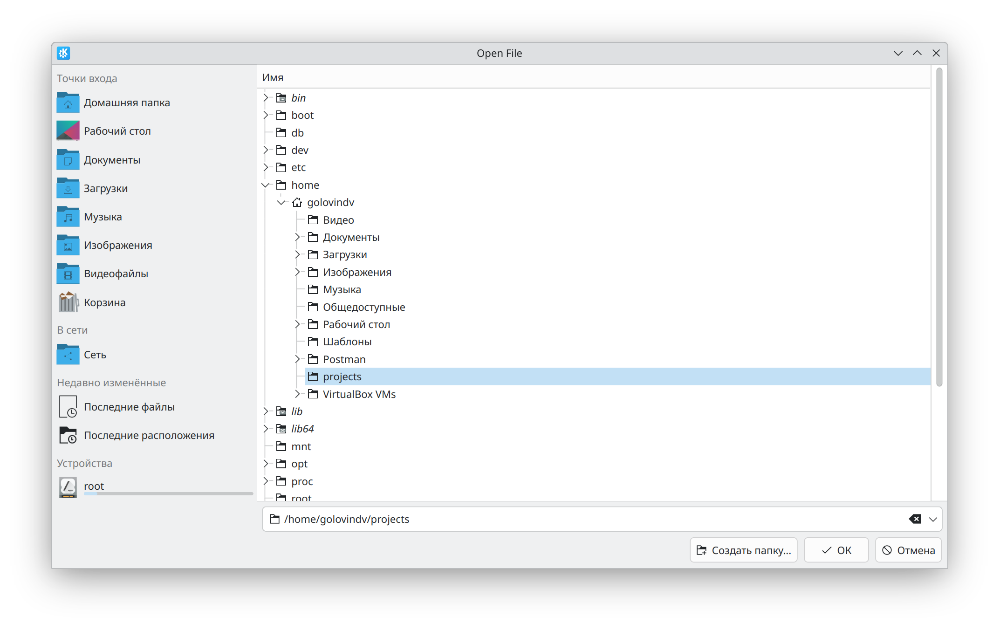 Open File
Точки входа
Домашняя папка
Рабочий стол
Документы
Загрузки
Музыка
Изображения
Видеофайлы
Корзина
В сети
Сеть
Недавно изменённые
Последние файлы
Последние расположения
Устройства
root
Имя
bin
boot
db
dev
etc
home
golovindv
Видео
Документы
Загрузки
Изображения
Музыка
Общедоступные
Рабочий стол
Шаблоны
Postman
projects
VirtualBox VMs
lib
lib64
mnt
opt
proc
root
/home/golovindv/projects
Создать папку...
ОК
Отмена